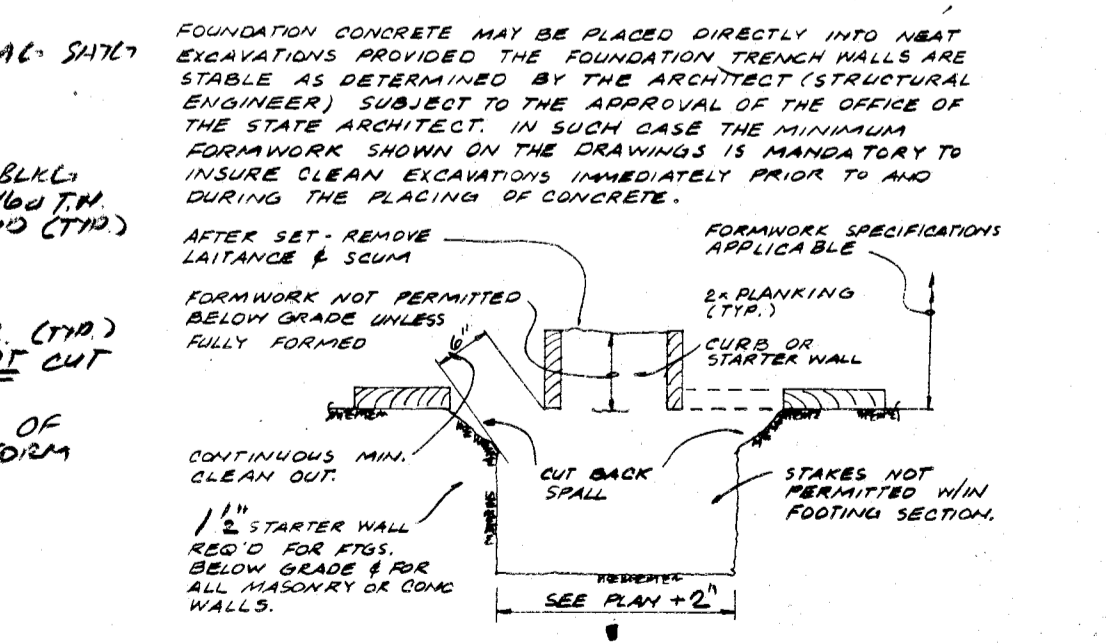 FOUNDATION CONCRETE MAY BE PLACED DIRECTLY INTO NEAT
EXCAVATIONS PROVIDED THE FOUNDATION TRENCH WALLS ARE
STABLE AS DETERMINED BY THE ARCHITECT (STRUCTURAL
ENGINEER) SUBJECT TO THE APPROVAL OF THE OFFICE OF
THE STATE ARCHITECT. IN SUCH CASE THE MINIMUM
FORMWORK SHOWN ON THE DRAWINGS IS MANDATORY TO
INSURE CLEAN EXCAVATIONS IMMEDIATELY PRIOR TO AND
DURING THE PLACING OF CONCRETE.
BLKG
16d T.N.
(TYP.)
(TYP.)
CUT
OF
AFTER SET - REMOVE
LAITANCE & SCUM
FORMWORK NOT PERMITTED
BELOW GRADE UNLESS
FULLY FORMED
6"
FORMWORK SPECIFICATIONS
APPLICABLE
2x PLANKING
(TYP.)
CURB OR
STARTER WALL
CONTINUOUS MIN.
CLEAN OUT.
CUT BACK
SPALL
STAKES NOT
PERMITTED W/IN
FOOTING SECTION.
1 1/2" STARTER WALL
REQ'D FOR FTGS.
BELOW GRADE & FOR
ALL MASONRY OR CONC
WALLS.
SEE PLAN + 2"